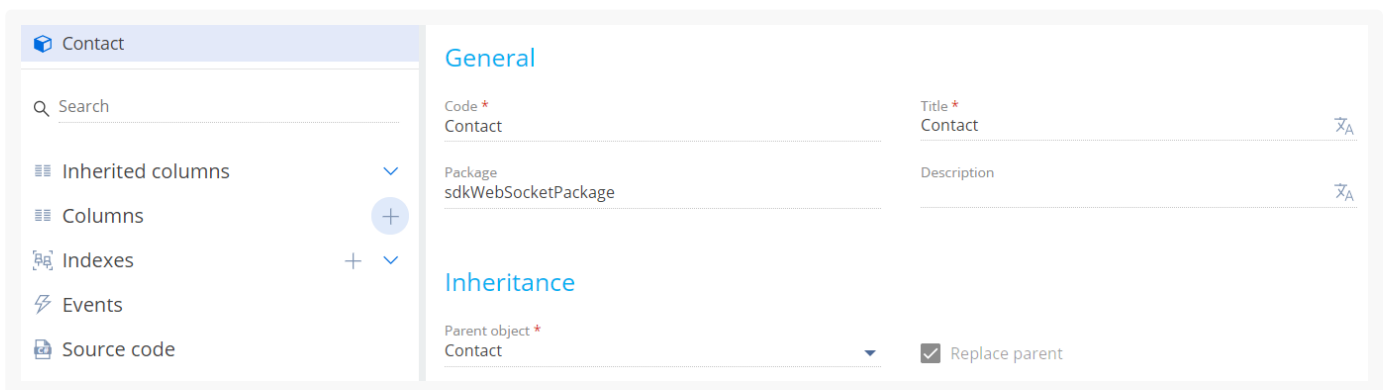 Contact
Search
Inherited columns
Columns
Indexes
Events
Source code
General
Code *
Contact
Title *
Contact
Package
sdkWebSocketPackage
Description
Inheritance
Parent object *
Contact
Replace parent